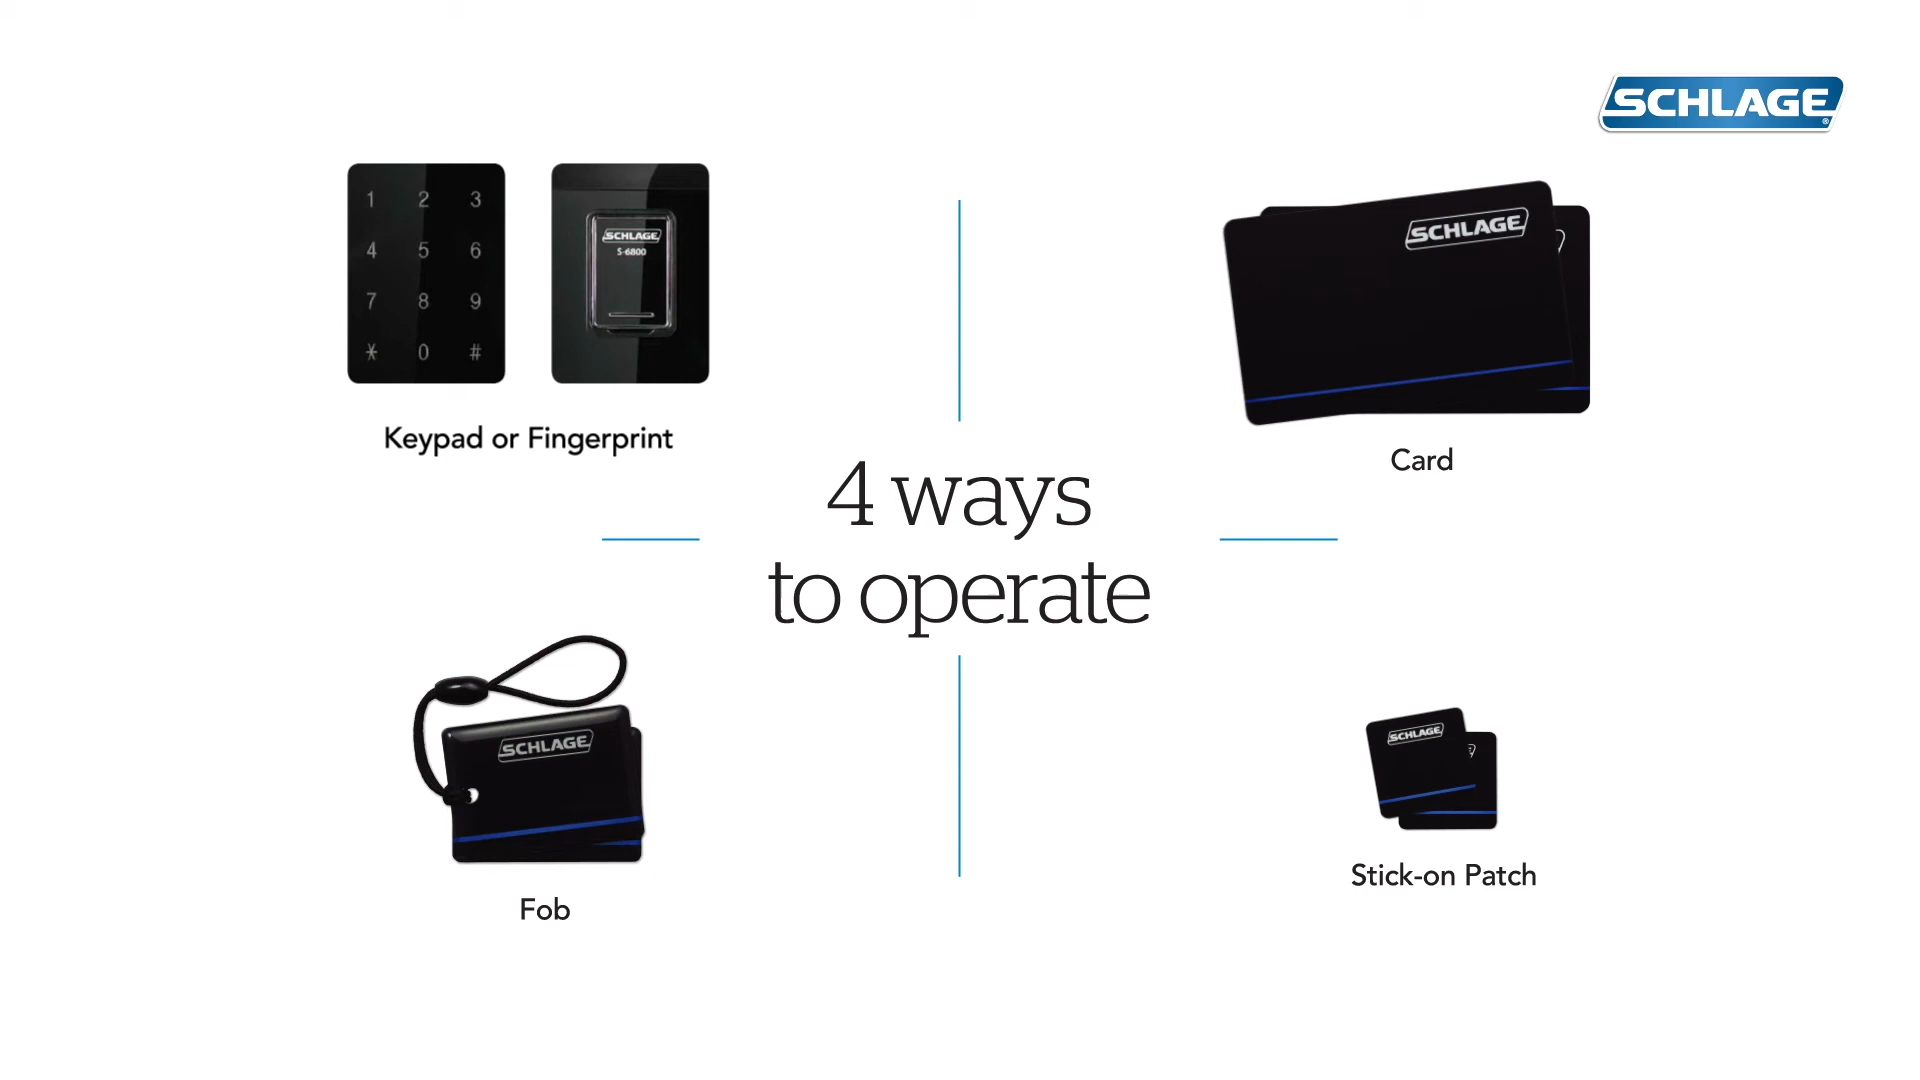 SCHLAGE
1 2 3
4 5 6
7 8 9
* 0 #
SCHLAGE
S-6800
Keypad or Fingerprint
SCHLAGE
Card
4 ways
to operate
SCHLAGE
Fob
SCHLAGE
Stick-on Patch